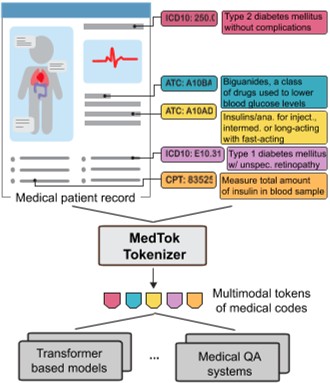 ICD10: 250.0
Type 2 diabetes mellitus
without complications
ATC: A10BA
Biguanides, a class
of drugs used to lower
blood glucose levels
ATC: A10AD
Insulins/ana. for inject.,
intermed. or long-acting
with fast-acting
ICD10: E10.31
Type 1 diabetes mellitus
w/ unspec. retinopathy
CPT: 83525
Measure total amount
of insulin in blood sample
Medical patient record
MedTok
Tokenizer
Multimodal tokens
of medical codes
Transformer
based models
...
Medical QA
systems